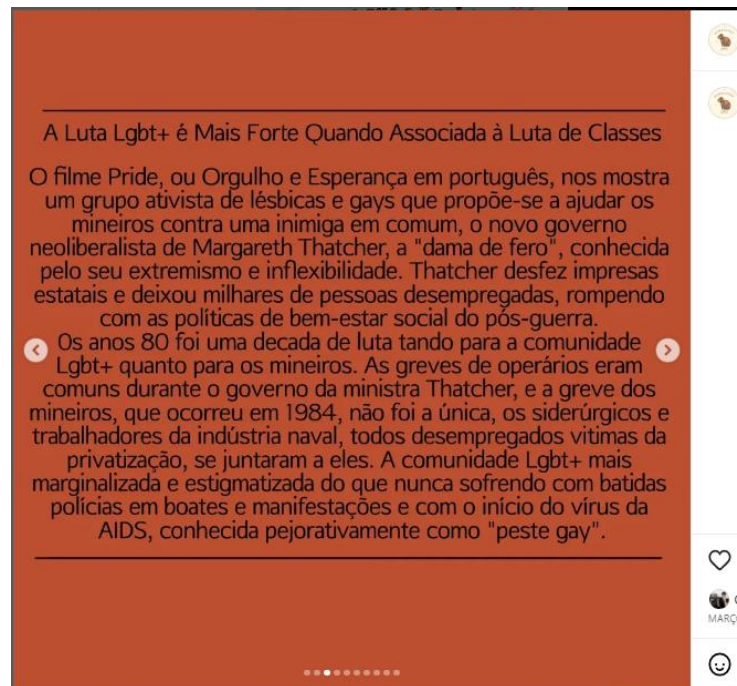 A Luta Lgbt+ é Mais Forte Quando Associada à Luta de Classes
O filme Pride, ou Orgulho e Esperança em português, nos mostra
um grupo ativista de lésbicas e gays que propõe-se a ajudar os
mineiros contra uma inimiga em comum, o novo governo
neoliberalista de Margareth Thatcher, a "dama de fero", conhecida
pelo seu extremismo e inflexibilidade. Thatcher desfez impresas
estatais e deixou milhares de pessoas desempregadas, rompendo
com as políticas de bem-estar social do pós-guerra.
Os anos 80 foi uma decada de luta tando para a comunidade
Lgbt+ quanto para os mineiros. As greves de operários eram
comuns durante o governo da ministra Thatcher, e a greve dos
mineiros, que ocorreu em 1984, não foi a única, os siderúrgicos e
trabalhadores da indústria naval, todos desempregados vitimas da
privatização, se juntaram a eles. A comunidade Lgbt+ mais
marginalizada e estigmatizada do que nunca sofrendo com batidas
polícias em boates e manifestações e com o início do vírus da
AIDS, conhecida pejorativamente como "peste gay".
MARÇ